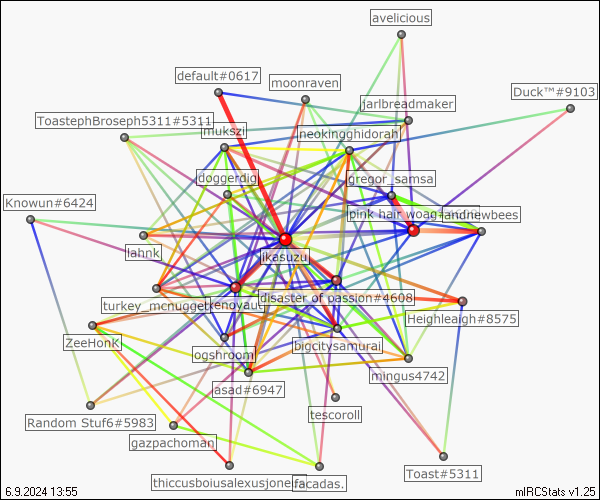 avelicious
default#0617
moonraven
Duck™#9103
jarlbreadmaker
ToastephBroseph5311#5311
mukszi
neokingghidorah
doggerdig
gregor_samsa
Knowun#6424
pink hair woag
andnewbees
lahnk
ikasuzu
turkey_mcnugget
xenovaut
disaster of passion#4608
Heighleaigh#8575
ZeeHonK
ogshroom
bigcitysamurai
mingus4742
asad#6947
tescoroll
Random Stuf6#5983
gazpachoman
Toast#5311
thiccusboiusalexusjone
facadas.
6.9.2024 13:55
mIRCStats v1.25